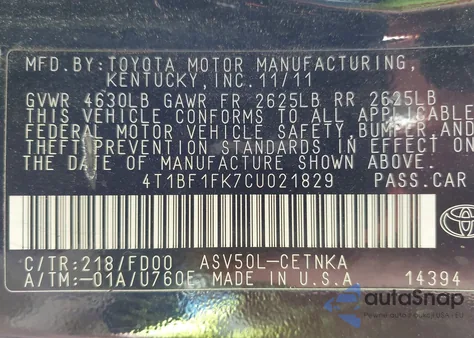 MFD.BY:TOYOTA MOTOR MANUFACTURING,
KENTUCKY,INC.11/11
GVWR 4630LB GAWR FR 2625LB RR 2625LB
THIS VEHICLE CONFORMS TO ALL APPLICABLE
FEDERAL MOTOR VEHICLE SAFETY, BUMPER, AND
THEFT PREVENTION STANDARDS IN EFFECT ON
THE DATE OF MANUFACTURE SHOWN ABOVE.
4T1BF1FK7CU021829 PASS.CAR
C/TR:218/FD00 ASV50L-CETNKA
A/TM:-01A/U760E MADE IN U.S.A 14394
TOYOTA
autoSnap